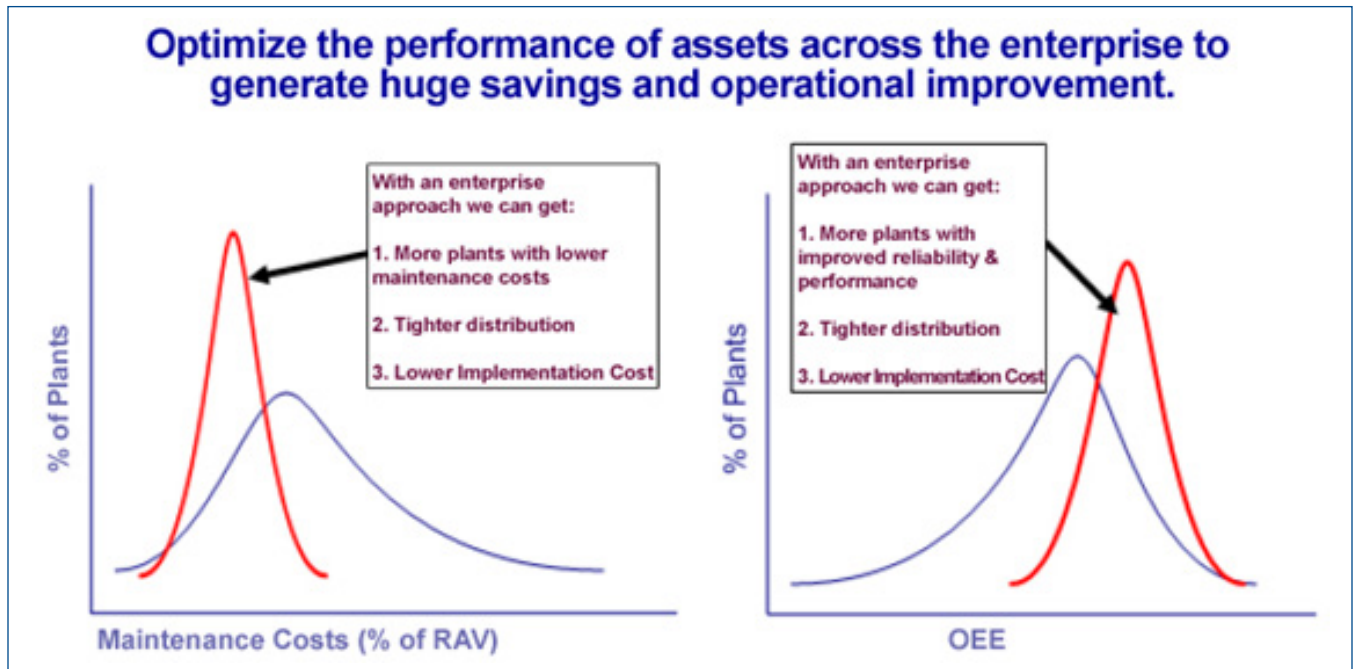 Optimize the performance of assets across the enterprise to
generate huge savings and operational improvement.
With an enterprise
approach we can get:
1. More plants with lower
maintenance costs
2. Tighter distribution
3. Lower Implementation Cost
% of Plants
Maintenance Costs (% of RAV)
With an enterprise
approach we can get:
1. More plants with
improved reliability &
performance
2. Tighter distribution
3. Lower Implementation Cost
% of Plants
OEE